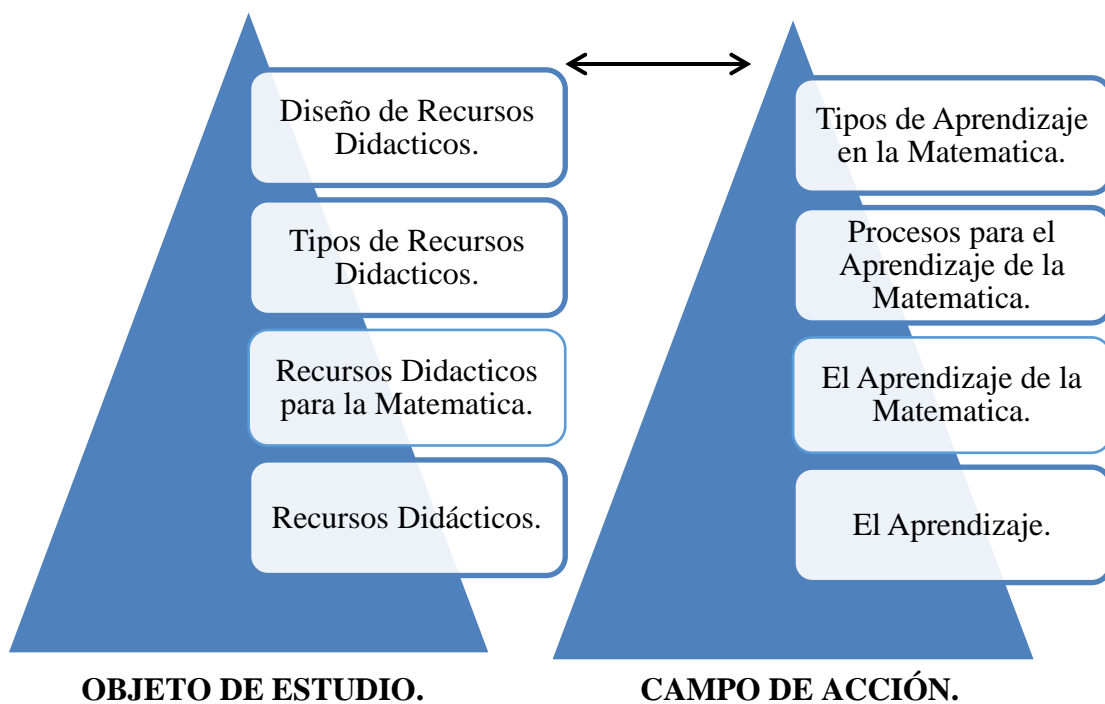 Diseño de Recursos
Didacticos.
Tipos de Recursos
Didacticos.
Recursos Didacticos
para la Matematica.
Recursos Didácticos.
OBJETO DE ESTUDIO.
Tipos de Aprendizaje
en la Matematica.
Procesos para el
Aprendizaje de la
Matematica.
El Aprendizaje de la
Matematica.
El Aprendizaje.
CAMPO DE ACCIÓN.